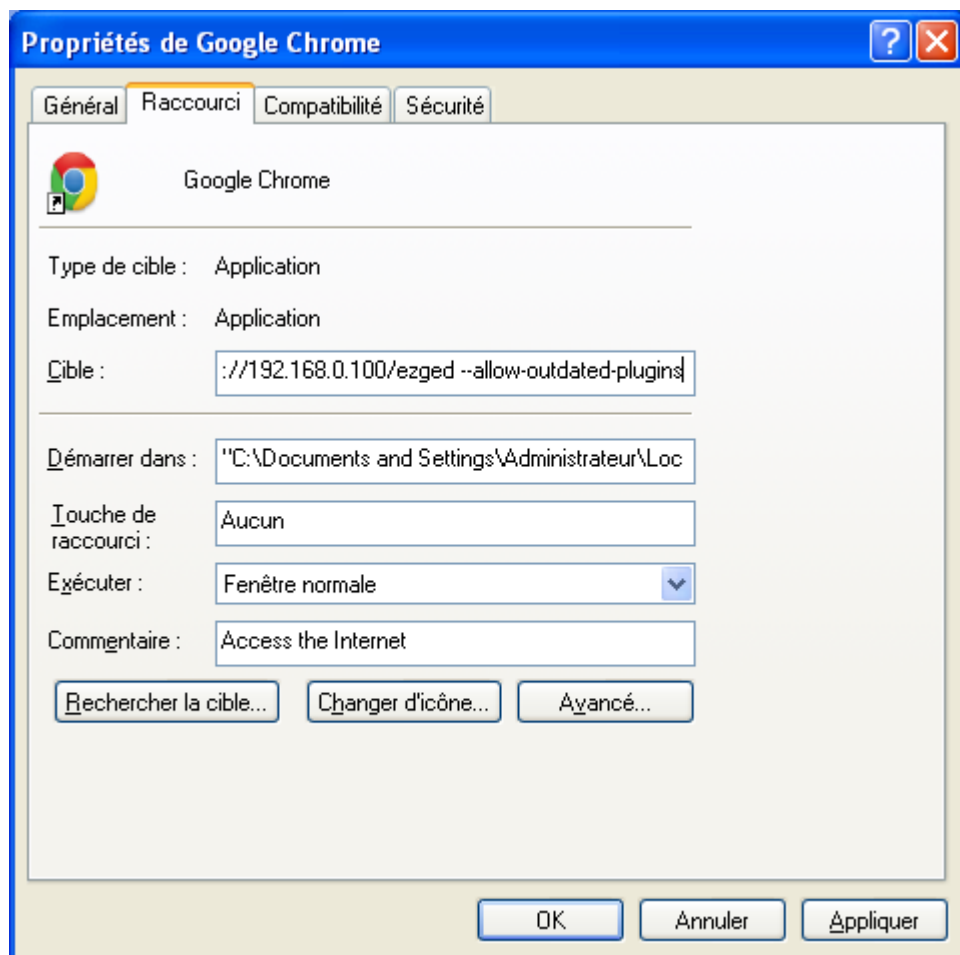 Propriétés de Google Chrome
Général Raccourci Compatibilité Sécurité
Google Chrome
Type de cible : Application
Emplacement : Application
Cible : ://192.168.0.100/ezged --allow-outdated-plugins
Démarrer dans : "C:\Documents and Settings\Administrateur\Loc
Touche de
raccourci : Aucun
Exécuter : Fenêtre normale
Commentaire : Access the Internet
Rechercher la cible... Changer d'icône... Avancé...
OK Annuler Appliquer